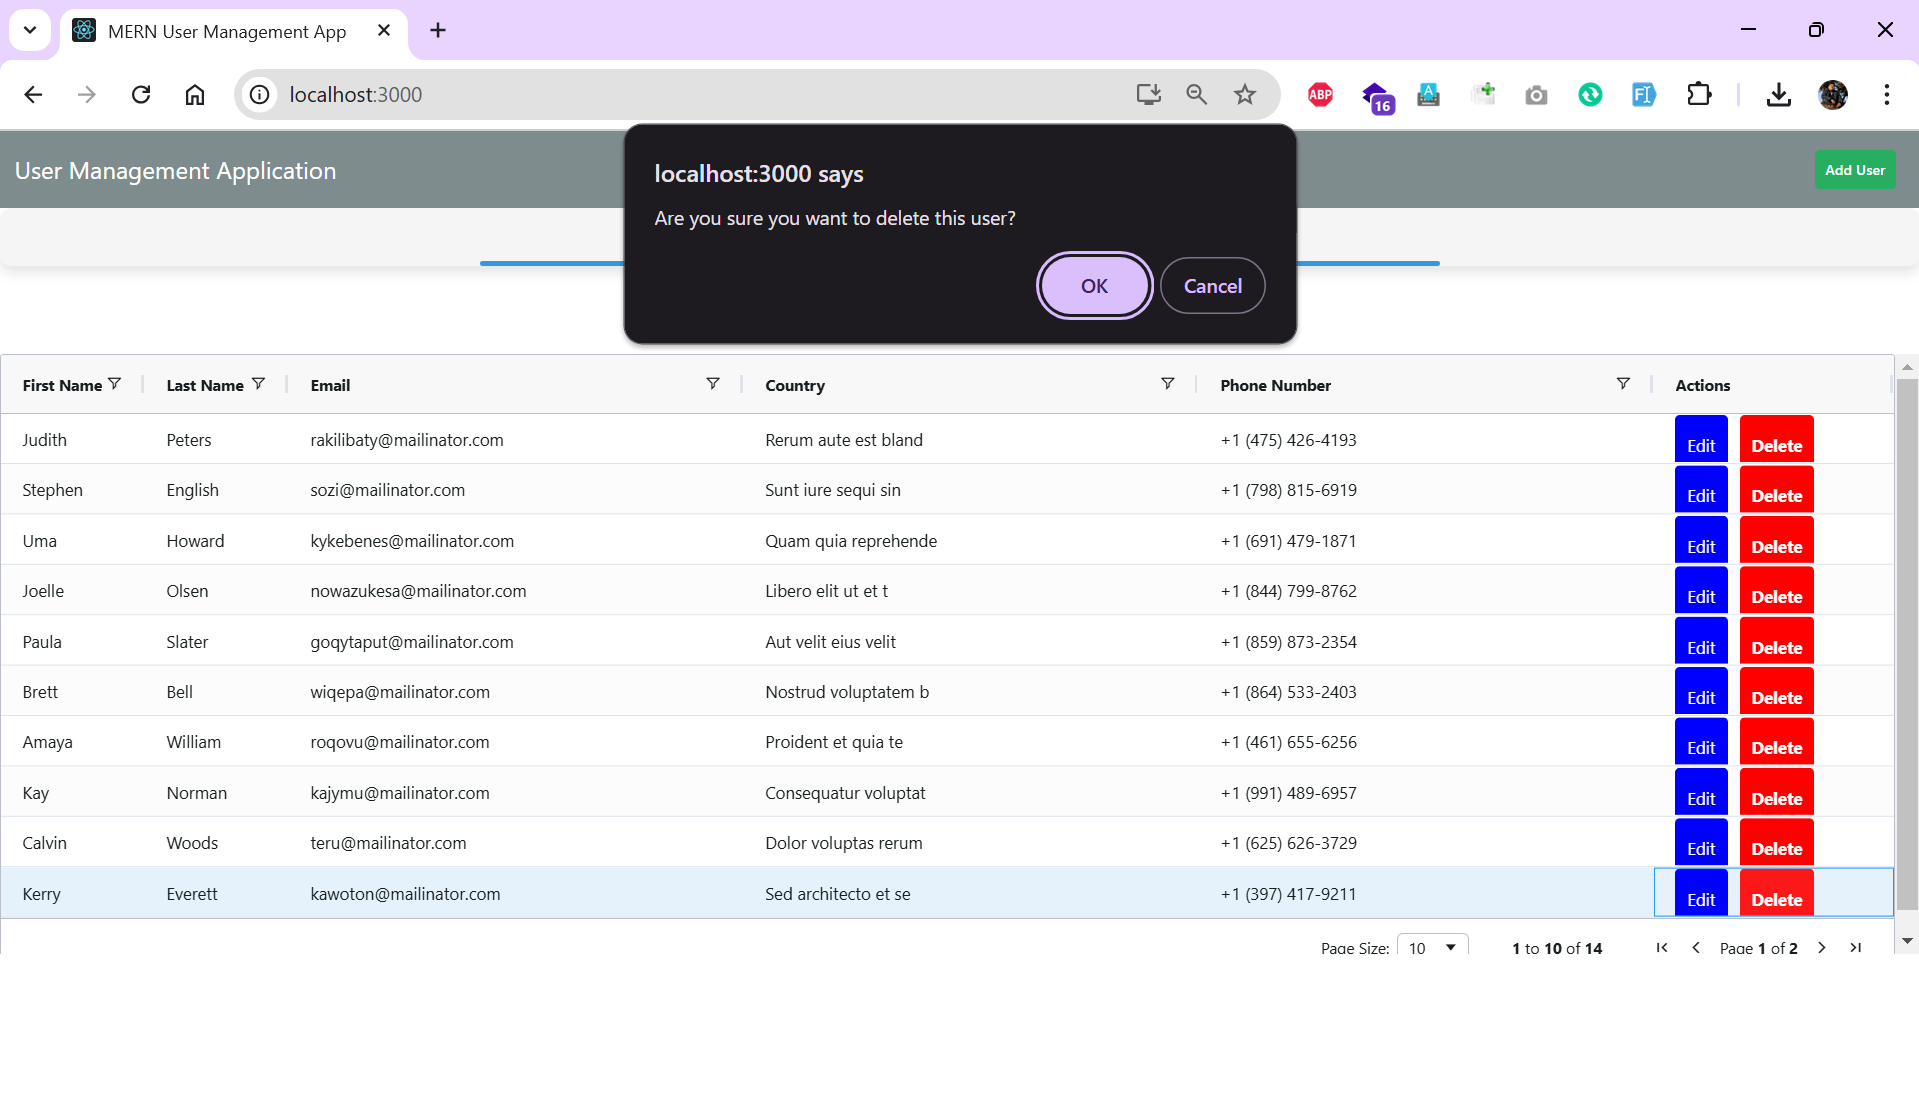 MERN User Management App
localhost:3000
ABP
16
A
FI
User Management Application
Add User
localhost:3000 says
Are you sure you want to delete this user?
OK
Cancel
First Name
Last Name
Email
Country
Phone Number
Actions
Judith Peters rakilibaty@mailinator.com Rerum aute est bland +1 (475) 426-4193 Edit Delete
Stephen English sozi@mailinator.com Sunt iure sequi sin +1 (798) 815-6919 Edit Delete
Uma Howard kykebenes@mailinator.com Quam quia reprehende +1 (691) 479-1871 Edit Delete
Joelle Olsen nowazukesa@mailinator.com Libero elit ut et t +1 (844) 799-8762 Edit Delete
Paula Slater goqytaput@mailinator.com Aut velit eius velit +1 (859) 873-2354 Edit Delete
Brett Bell wiqepa@mailinator.com Nostrud voluptatem b +1 (864) 533-2403 Edit Delete
Amaya William roqovu@mailinator.com Proident et quia te +1 (461) 655-6256 Edit Delete
Kay Norman kajymu@mailinator.com Consequatur voluptat +1 (991) 489-6957 Edit Delete
Calvin Woods teru@mailinator.com Dolor voluptas rerum +1 (625) 626-3729 Edit Delete
Kerry Everett kawoton@mailinator.com Sed architecto et se +1 (397) 417-9211 Edit Delete
Page Size: 10 1 to 10 of 14 Page 1 of 2